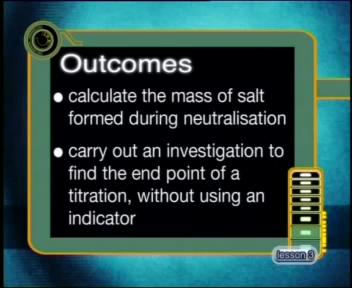 Outcomes
calculate the mass of salt
formed during neutralisation
carry out an investigation to
find the end point of a
titration, without using an
indicator
lesson 3